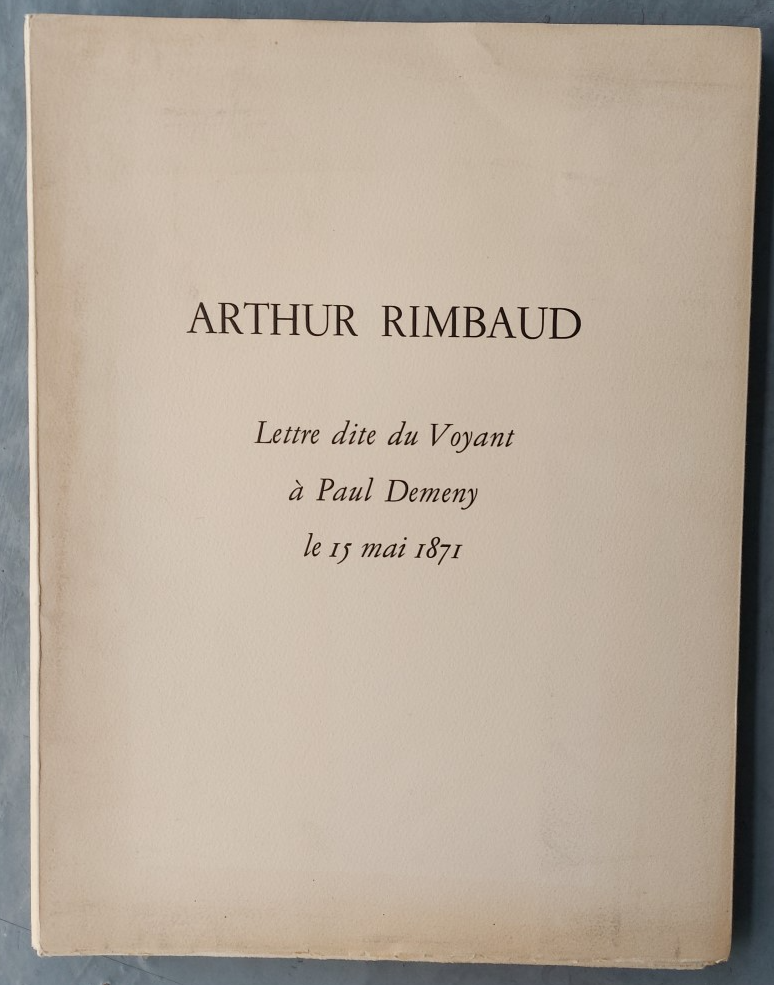 ARTHUR RIMBAUD
Lettre dite du Voyant
à Paul Demeny
le 15 mai 1871